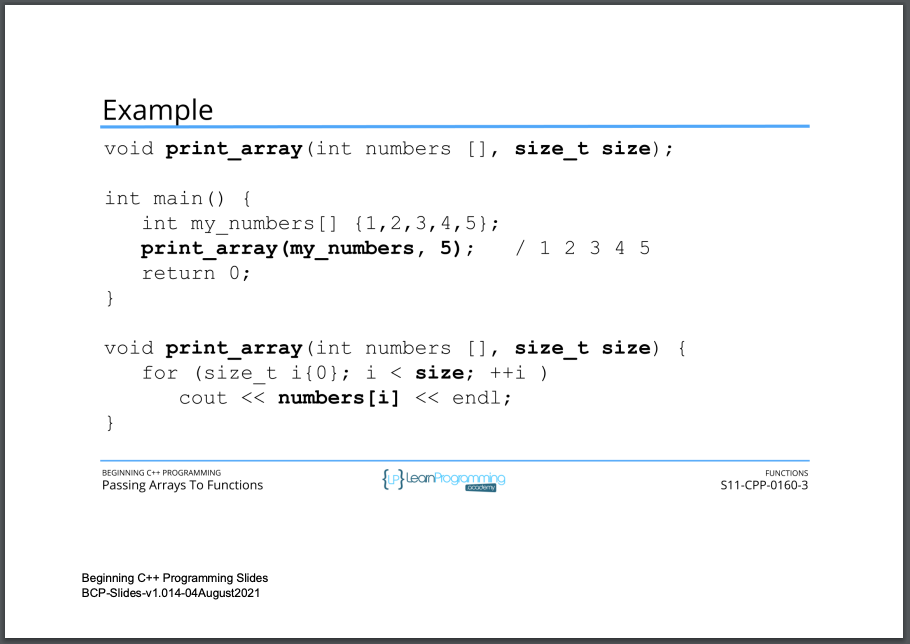 Example
void print_array(int numbers [], size_t size);
int main() {
int my_numbers[] {1,2,3,4,5};
print_array(my_numbers, 5);   / 1 2 3 4 5
return 0;
}
void print_array(int numbers [], size_t size) {
for (size_t i{0}; i < size; ++i )
cout << numbers[i] << endl;
}
BEGINNING C++ PROGRAMMING
Passing Arrays To Functions
{LP} LearnProgramming
academy
FUNCTIONS
S11-CPP-0160-3
Beginning C++ Programming Slides
BCP-Slides-v1.014-04August2021